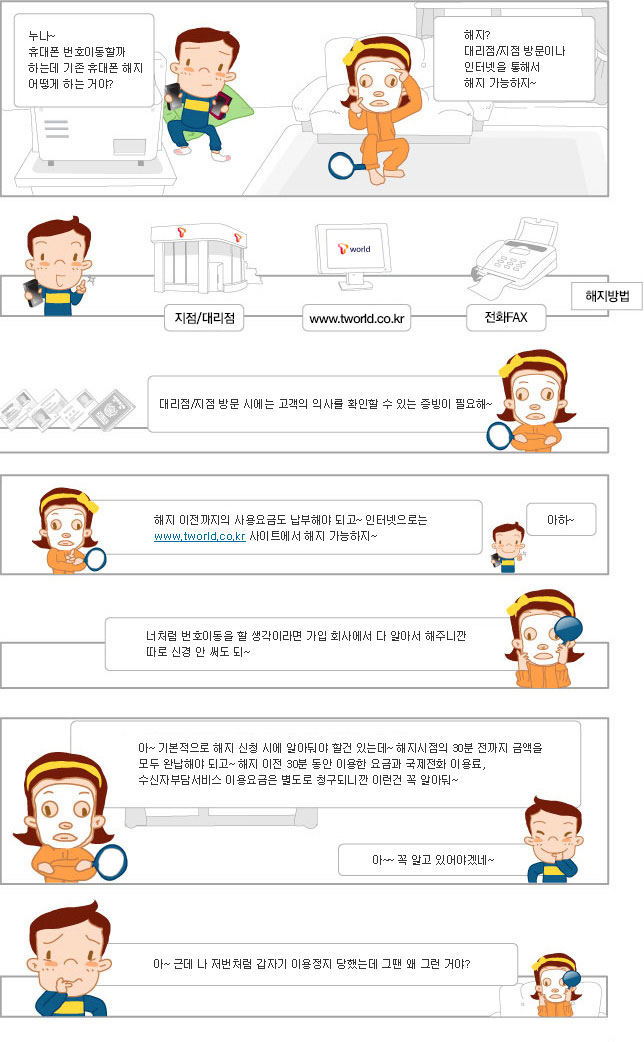 누나~
휴대폰 번호이동할까
하는데 기존 휴대폰 해지
어떻게 하는 거야?
해지?
대리점/지점 방문이나
인터넷을 통해서
해지 가능하지~
T
T
T world
지점/대리점
www.tworld.co.kr
전화FAX
해지방법
대리점/지점 방문 시에는 고객의 의사를 확인할 수 있는 증빙이 필요해~
해지 이전까지의 사용요금도 납부해야 되고~ 인터넷으로는
www.tworld.co.kr 사이트에서 해지 가능하지~
아하~
너처럼 번호이동을 할 생각이라면 가입 회사에서 다 알아서 해주니깐
따로 신경 안 써도 되~
아~ 기본적으로 해지 신청 시에 알아둬야 할건 있는데~ 해지시점의 30분 전까지 금액을
모두 완납해야 되고~ 해지 이전 30분 동안 이용한 요금과 국제전화 이용료,
수신자부담서비스 이용요금은 별도로 청구되니깐 이런건 꼭 알아둬~
아~~ 꼭 알고 있어야겠네~
아~ 근데 나 저번처럼 갑자기 이용정지 당했는데 그땐 왜 그런 거야?